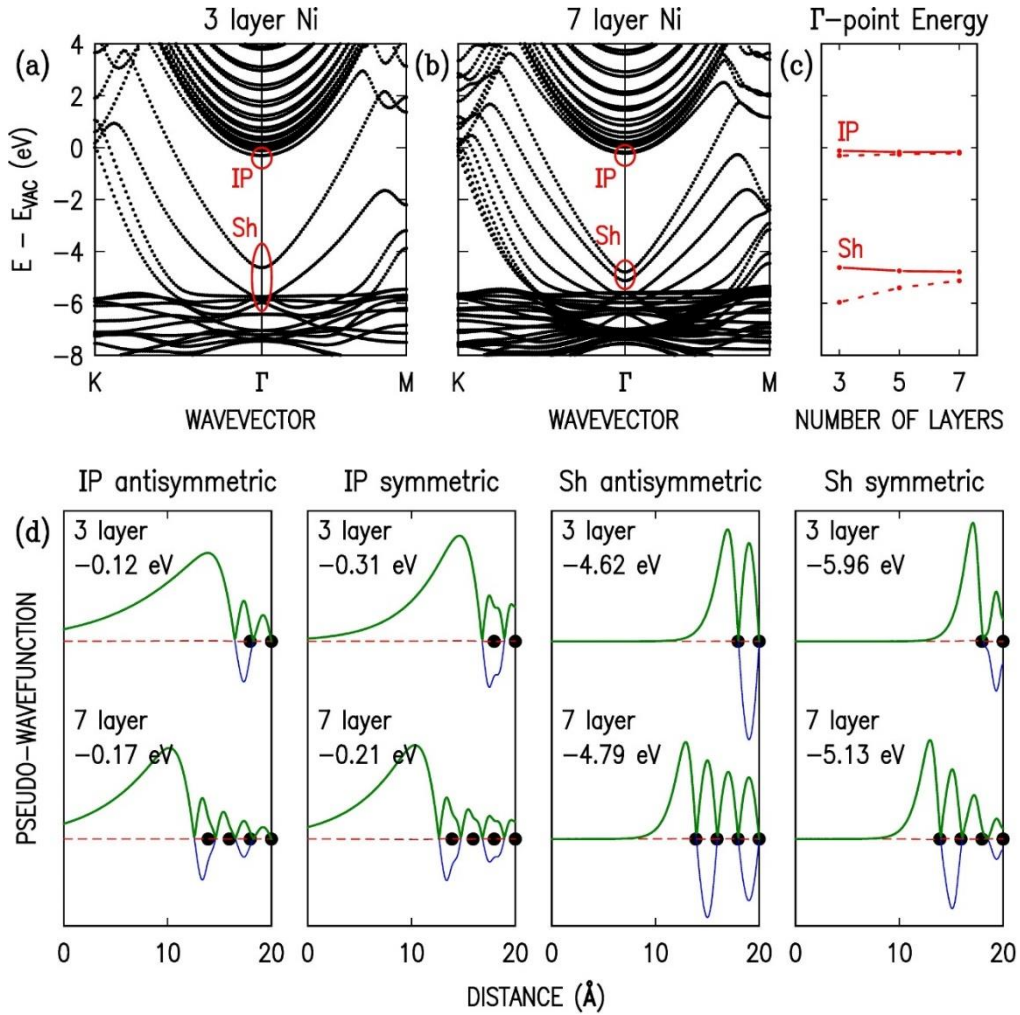 3 layer Ni
7 layer Ni
Γ−point Energy
(a)
(b)
(c)
4
2
0
−2
−4
−6
−8
E − E_VAC (eV)
IP
Sh
IP
Sh
IP
Sh
K Γ M
K Γ M
3 5 7
WAVEVECTOR
WAVEVECTOR
NUMBER OF LAYERS
IP antisymmetric
IP symmetric
Sh antisymmetric
Sh symmetric
(d)
PSEUDO−WAVEFUNCTION
3 layer
−0.12 eV
3 layer
−0.31 eV
3 layer
−4.62 eV
3 layer
−5.96 eV
7 layer
−0.17 eV
7 layer
−0.21 eV
7 layer
−4.79 eV
7 layer
−5.13 eV
0 10 20
0 10 20
0 10 20
0 10 20
DISTANCE (Å)